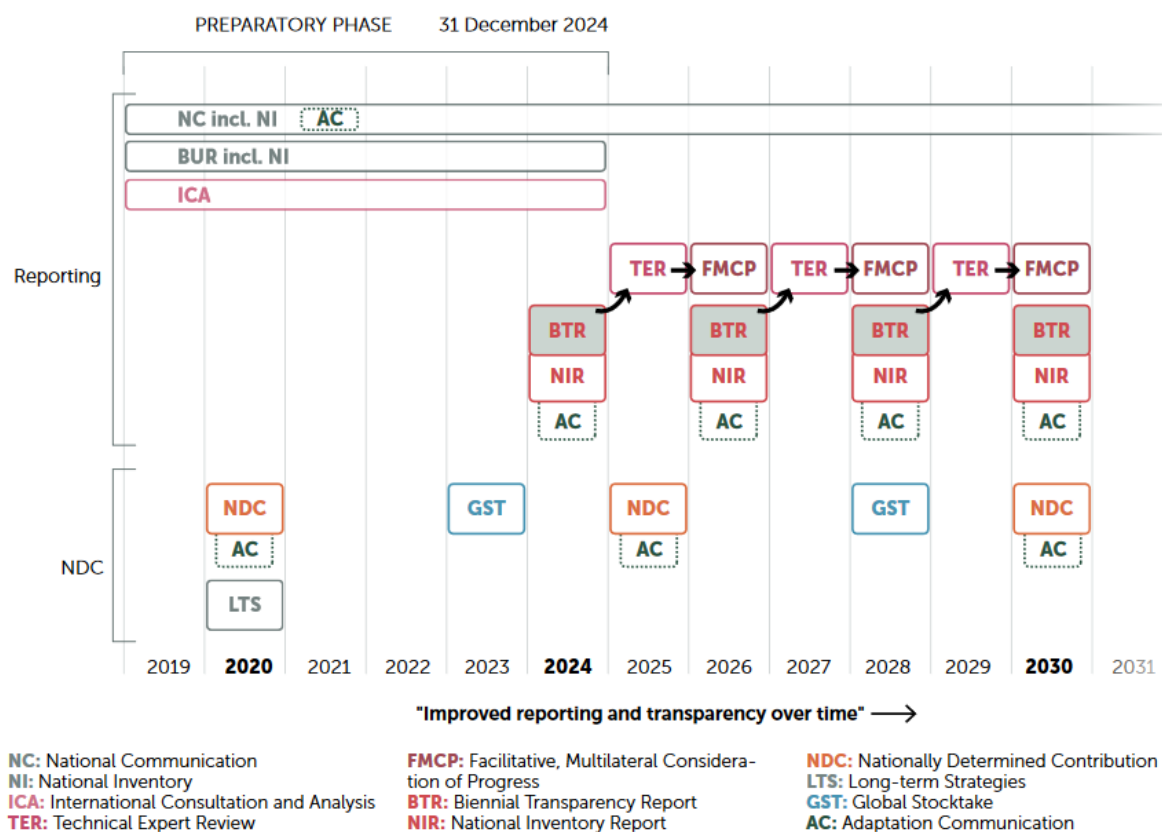 PREPARATORY PHASE 31 December 2024
NC incl. NI AC
BUR incl. NI
ICA
Reporting
TER FMCP TER FMCP TER FMCP
BTR BTR BTR BTR
NIR NIR NIR NIR
AC AC AC AC
NDC GST NDC GST NDC
AC AC AC
NDC
LTS
2019 2020 2021 2022 2023 2024 2025 2026 2027 2028 2029 2030 2031
"Improved reporting and transparency over time"
NC: National Communication
NI: National Inventory
ICA: International Consultation and Analysis
TER: Technical Expert Review
FMCP: Facilitative, Multilateral Considera-
tion of Progress
BTR: Biennial Transparency Report
NIR: National Inventory Report
NDC: Nationally Determined Contribution
LTS: Long-term Strategies
GST: Global Stocktake
AC: Adaptation Communication